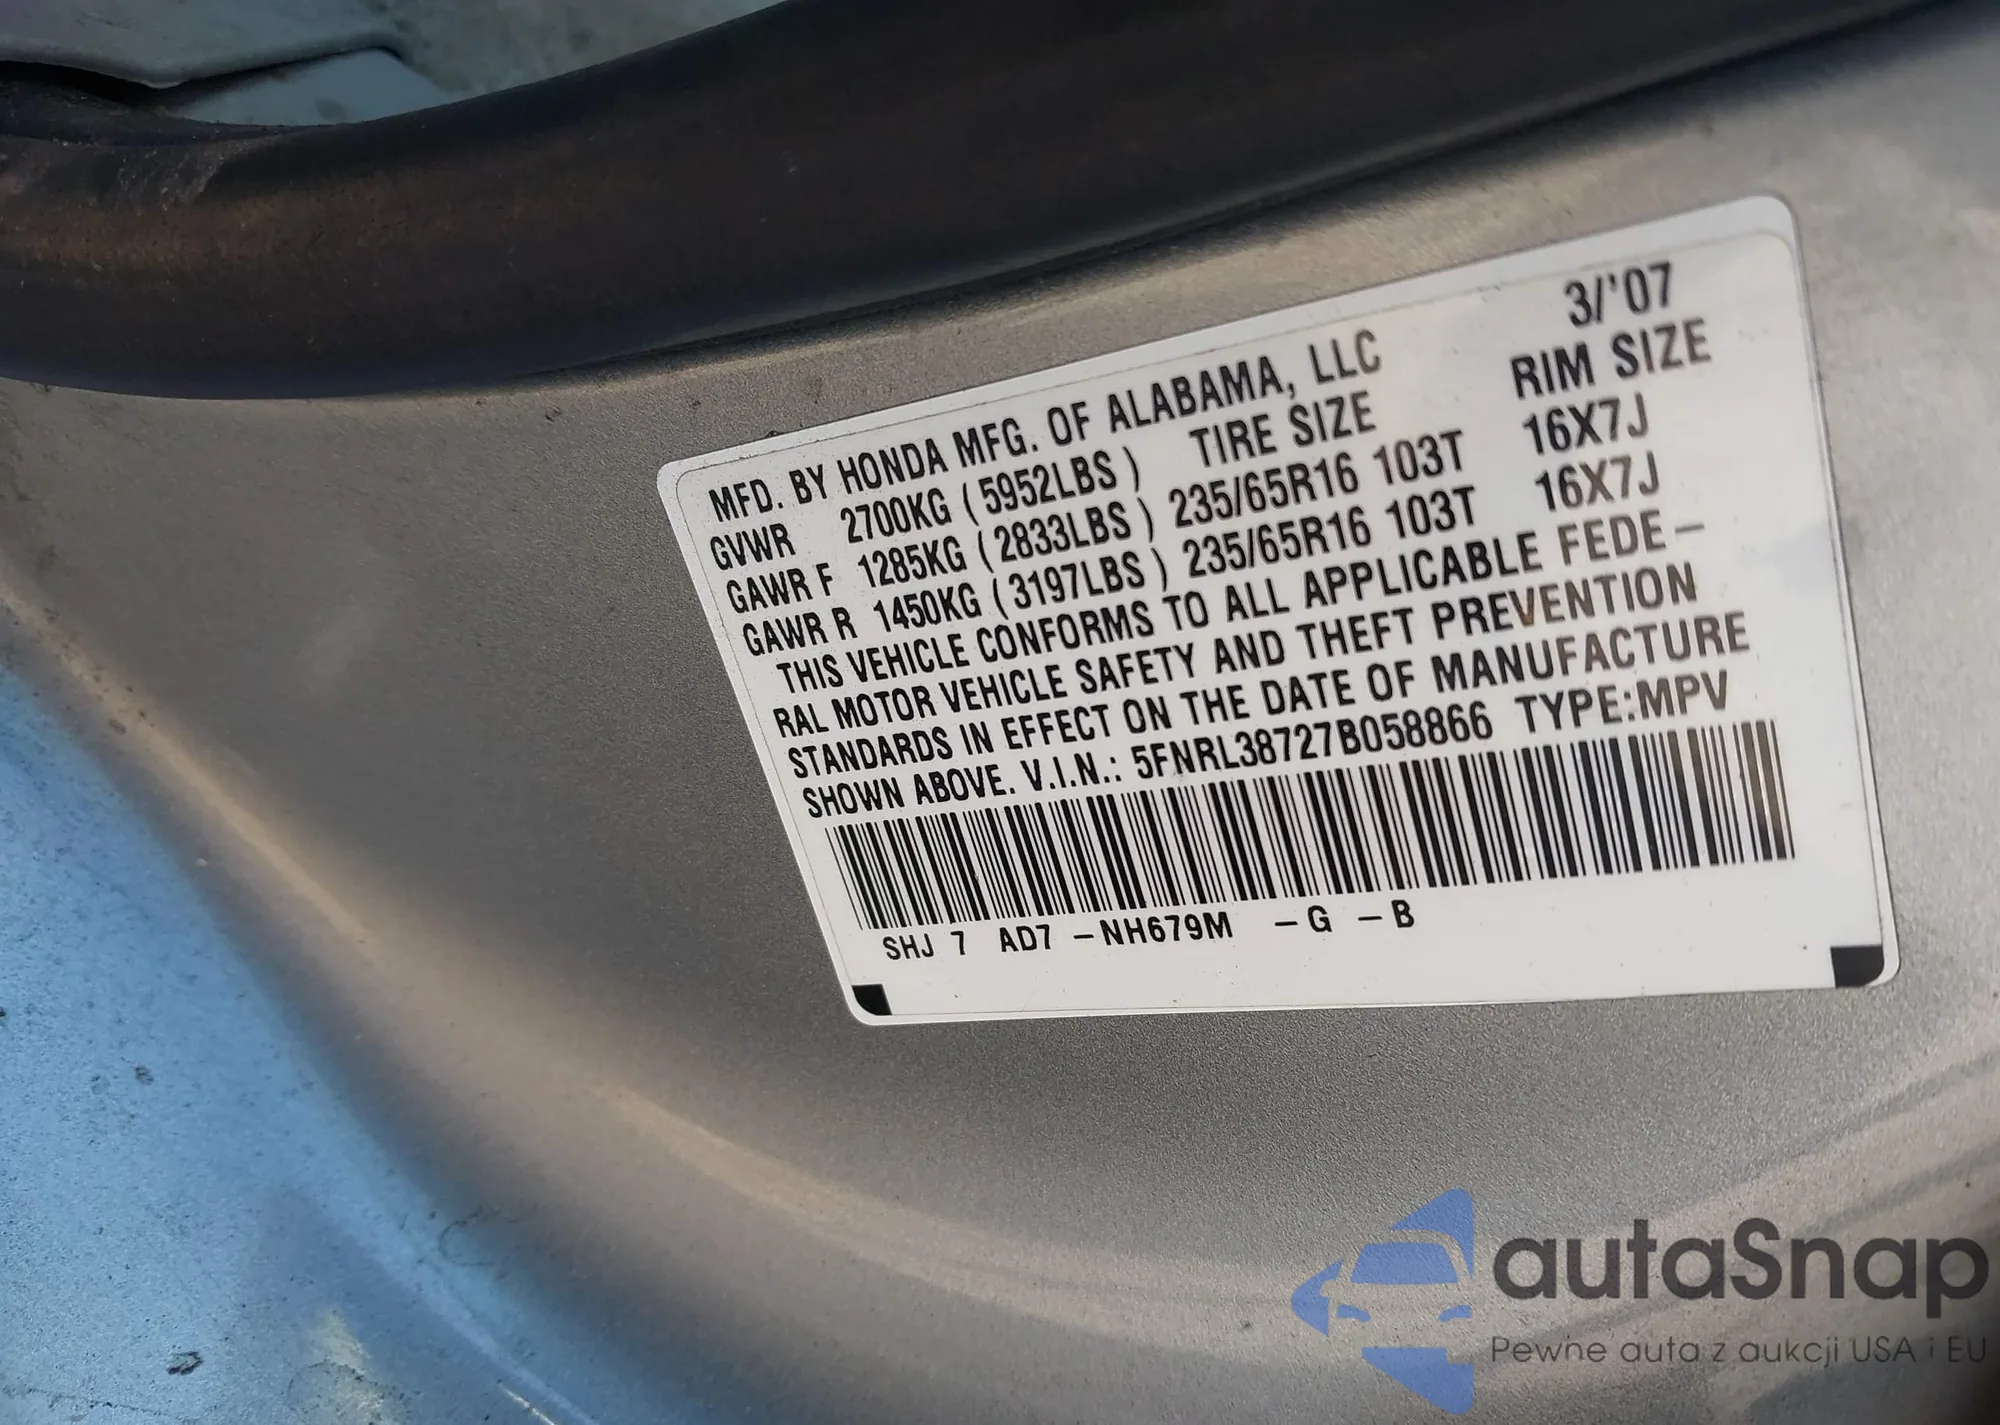 3/'07
MFD. BY HONDA MFG. OF ALABAMA, LLC
GVWR 2700KG (5952LBS) TIRE SIZE RIM SIZE
GAWR F 1285KG (2833LBS) 235/65R16 103T 16X7J
GAWR R 1450KG (3197LBS) 235/65R16 103T 16X7J
THIS VEHICLE CONFORMS TO ALL APPLICABLE FEDE-
RAL MOTOR VEHICLE SAFETY AND THEFT PREVENTION
STANDARDS IN EFFECT ON THE DATE OF MANUFACTURE
SHOWN ABOVE. V.I.N.: 5FNRL38727B058866 TYPE:MPV
SHJ 7 AD7 -NH679M -G -B
autaSnap
Pewne auta z aukcji USA i EU